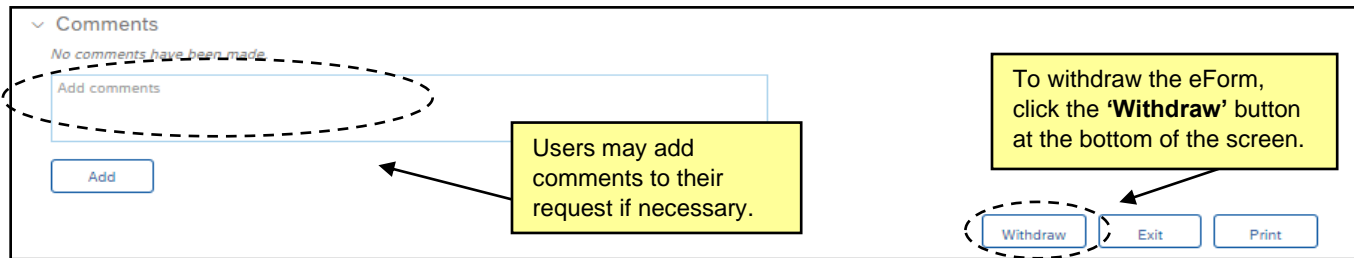 Comments
No comments have been made.
Add comments
Users may add
comments to their
request if necessary.
Add
To withdraw the eForm,
click the ‘Withdraw’ button
at the bottom of the screen.
Withdraw
Exit
Print